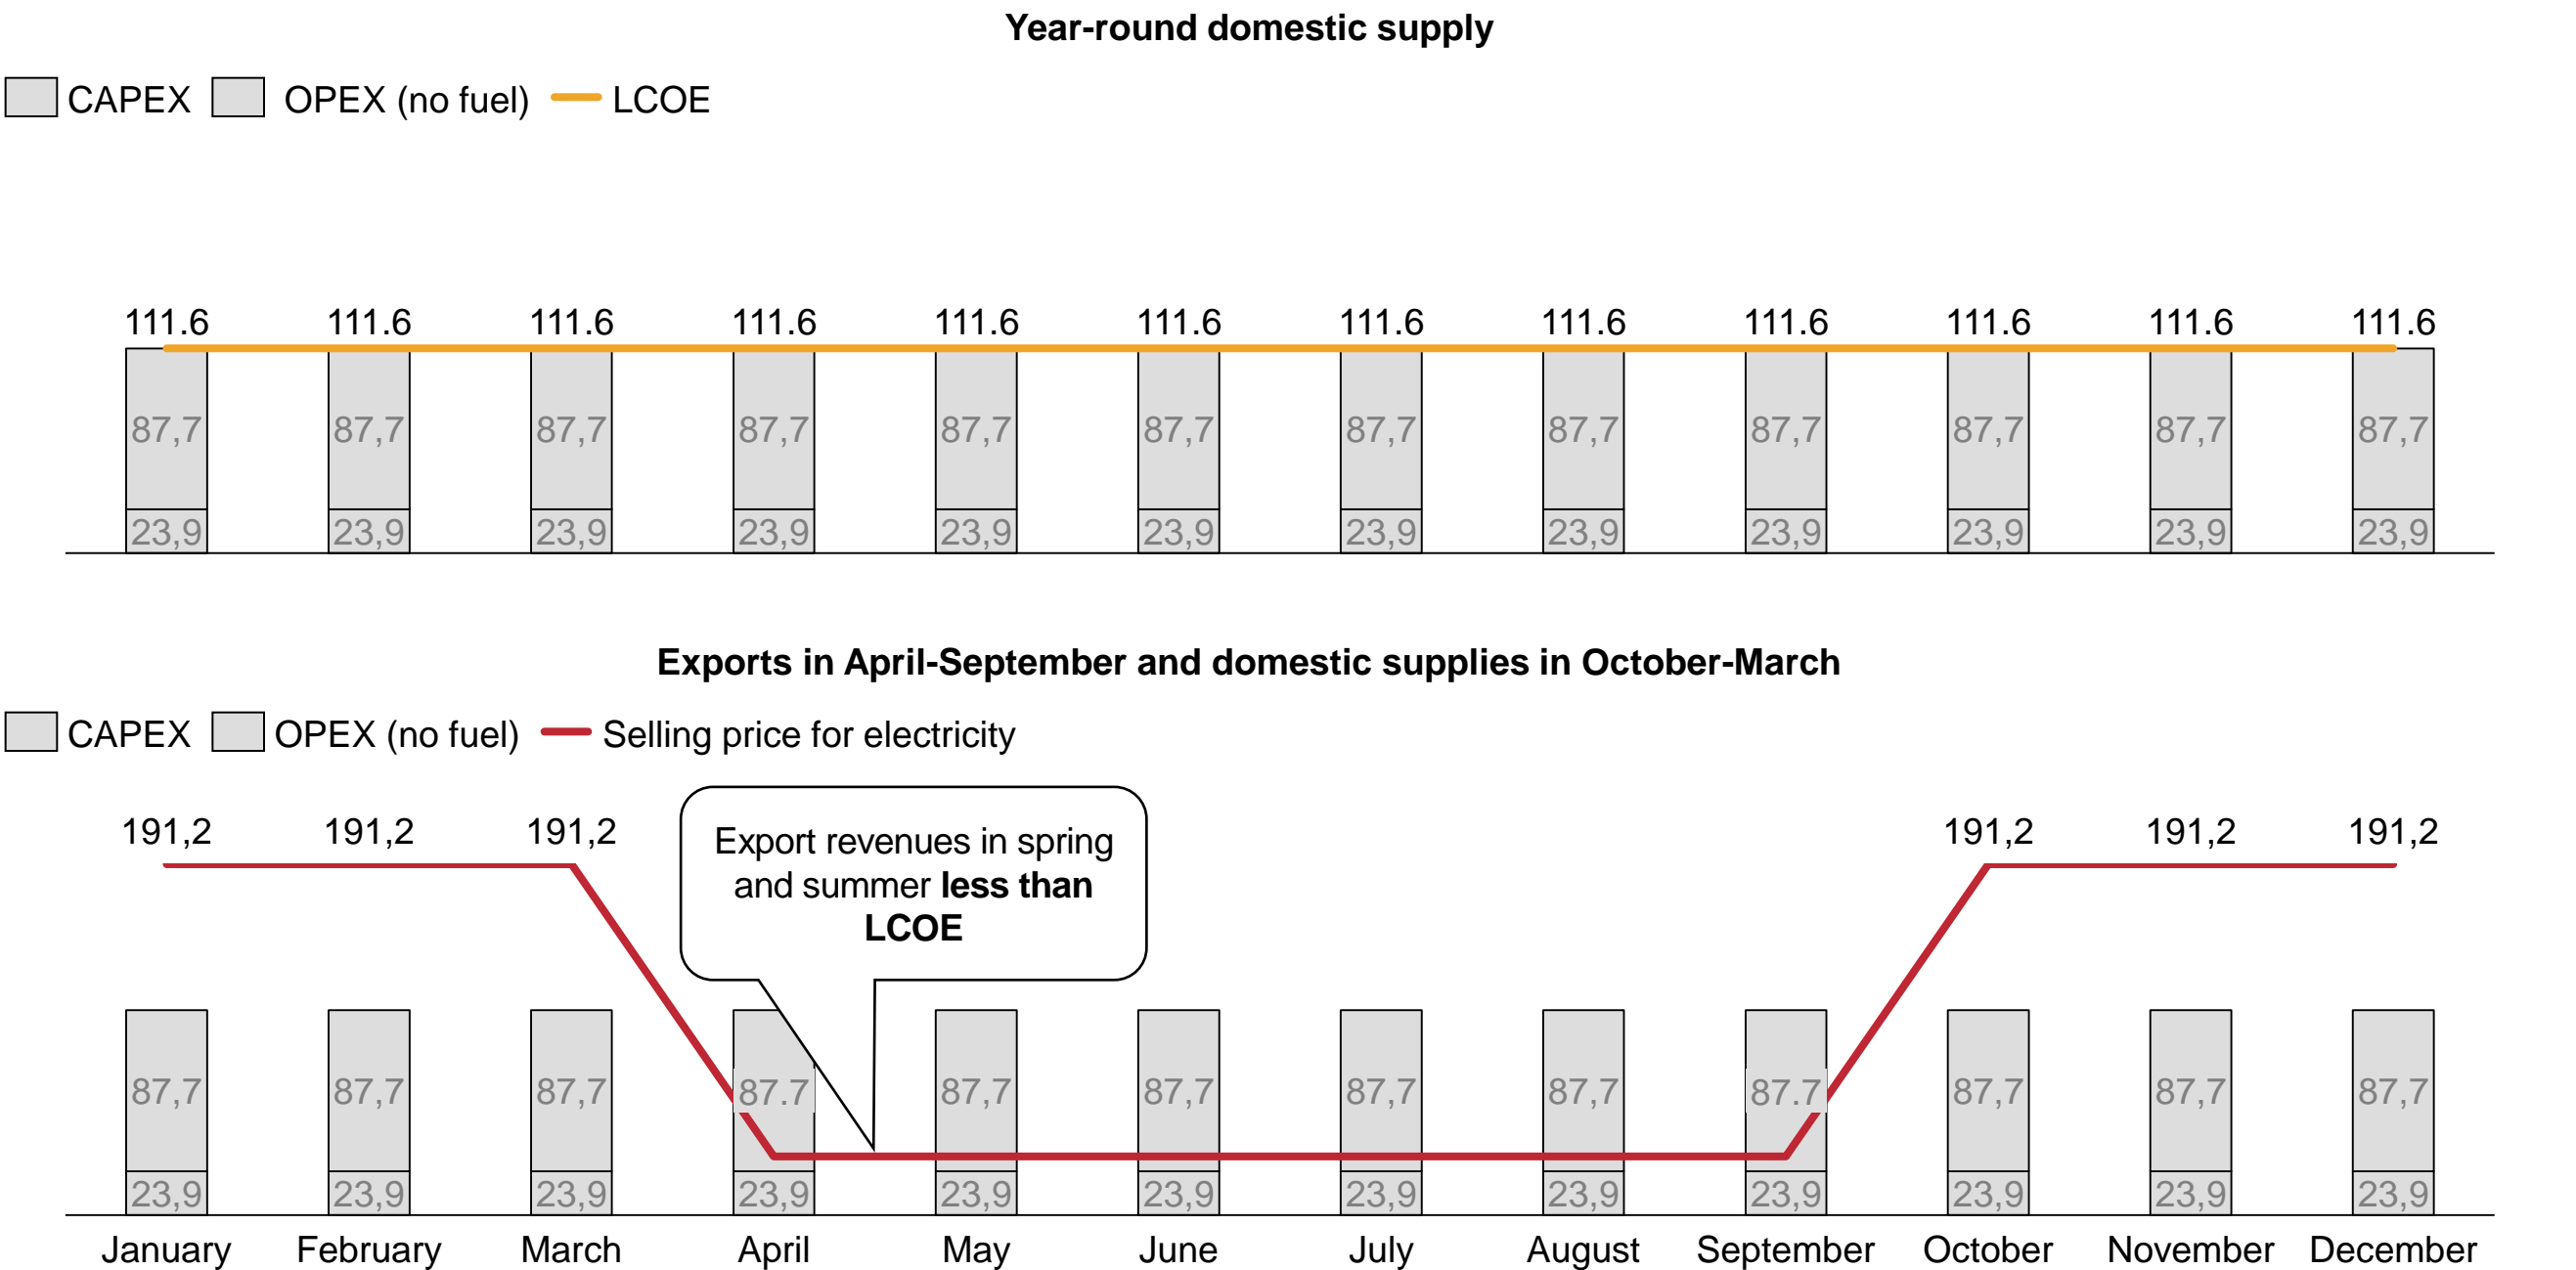 Year-round domestic supply
CAPEX OPEX (no fuel) LCOE
111.6 111.6 111.6 111.6 111.6 111.6 111.6 111.6 111.6 111.6 111.6 111.6
87,7 87,7 87,7 87,7 87,7 87,7 87,7 87,7 87,7 87,7 87,7 87,7
23,9 23,9 23,9 23,9 23,9 23,9 23,9 23,9 23,9 23,9 23,9 23,9
Exports in April-September and domestic supplies in October-March
CAPEX OPEX (no fuel) Selling price for electricity
191,2 191,2 191,2 191,2 191,2 191,2
Export revenues in spring
and summer less than
LCOE
87,7 87,7 87,7 87.7 87,7 87,7 87,7 87,7 87.7 87,7 87,7 87,7
23,9 23,9 23,9 23,9 23,9 23,9 23,9 23,9 23,9 23,9 23,9 23,9
January February March April May June July August September October November December